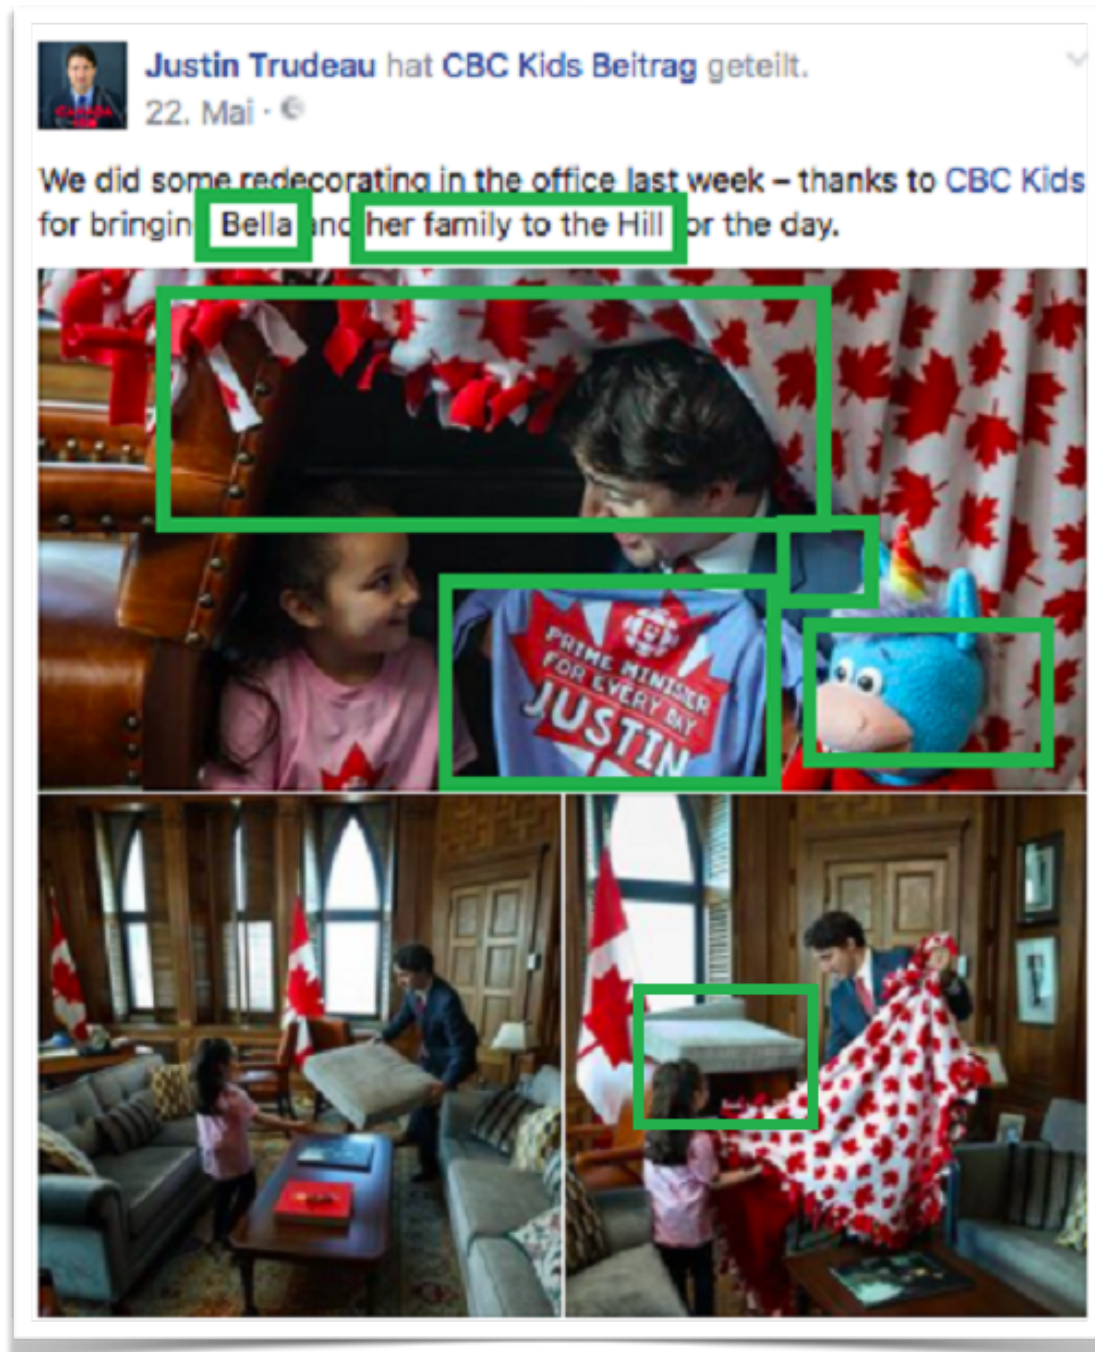 Justin Trudeau hat CBC Kids Beitrag geteilt.
22. Mai ·
We did some redecorating in the office last week – thanks to CBC Kids
for bringin Bella and her family to the Hill or the day.
PRIME MINISTER
FOR EVERY DAY
JUSTIN